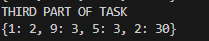 THIRD PART OF TASK
{1: 2, 9: 3, 5: 3, 2: 30}